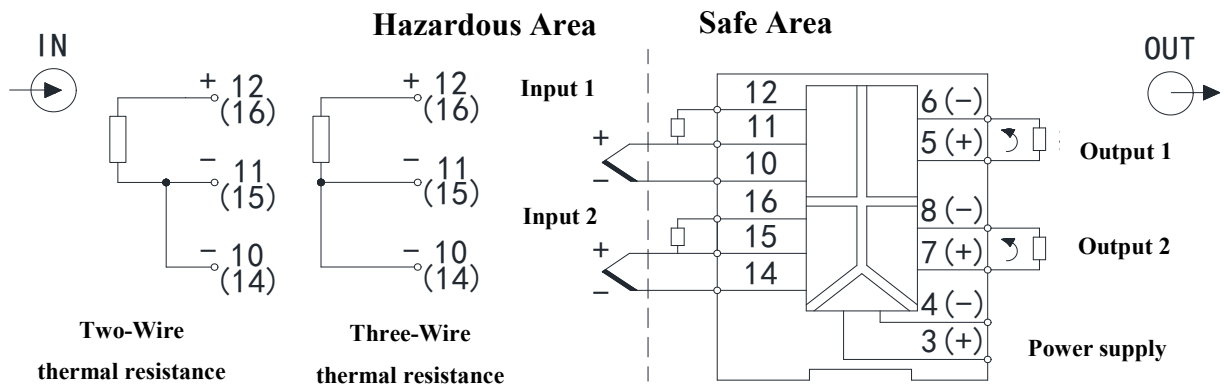 Hazardous Area
Safe Area
IN
OUT
+ 12
(16)
- 11
(15)
- 10
(14)
Two-Wire
thermal resistance
+ 12
(16)
- 11
(15)
- 10
(14)
Three-Wire
thermal resistance
Input 1
+
-
Input 2
+
-
12
11
10
16
15
14
6 (-)
5 (+)
Output 1
8 (-)
7 (+)
Output 2
4 (-)
3 (+)
Power supply